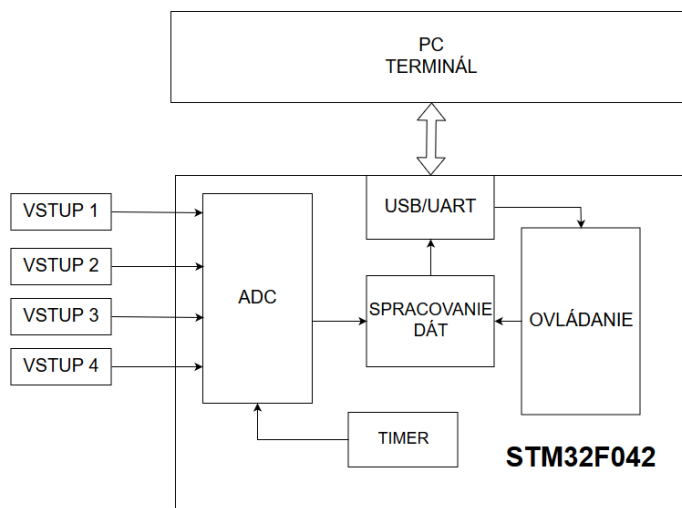 PC
TERMINÁL
VSTUP 1
VSTUP 2
VSTUP 3
VSTUP 4
ADC
USB/UART
SPRACOVANIE
DÁT
OVLÁDANIE
TIMER
STM32F042